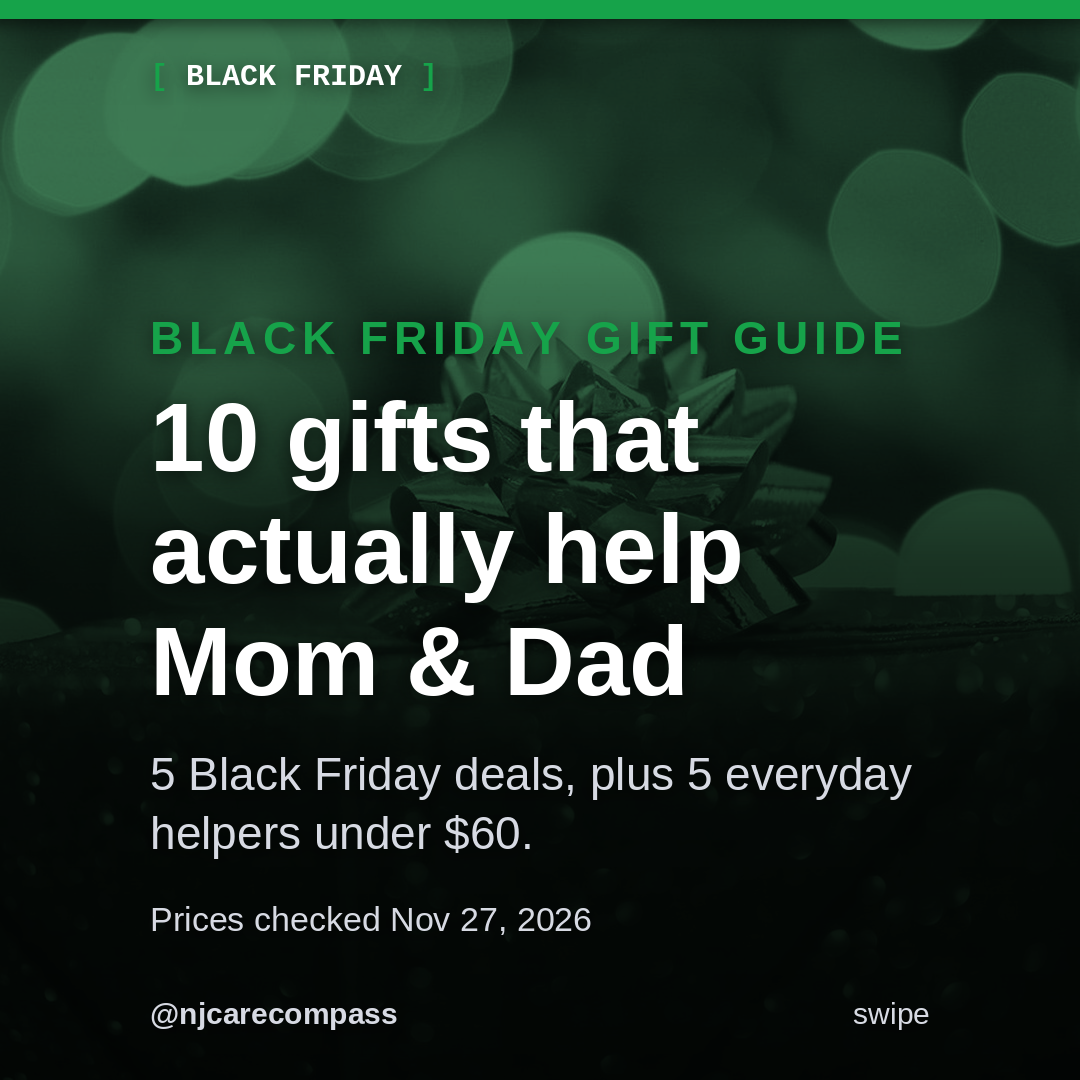 [ BLACK FRIDAY ]
BLACK FRIDAY GIFT GUIDE
10 gifts that
actually help
Mom & Dad
5 Black Friday deals, plus 5 everyday
helpers under $60.
Prices checked Nov 27, 2026
@njcarecompass
swipe